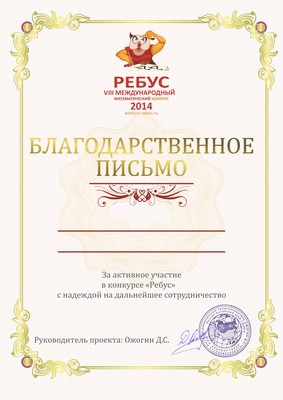 РЕБУС
VIII МЕЖДУНАРОДНЫЙ
МАТЕМАТИЧЕСКИЙ КОНКУРС
2014
БЛАГОДАРСТВЕННОЕ
ПИСЬМО
За активное участие
в конкурсе «Ребус»
с надеждой на дальнейшее сотрудничество
Руководитель проекта: Ожогин Д.С.